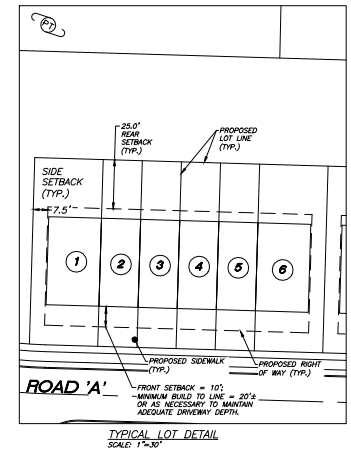 PT
25.0'
REAR
SETBACK
(TYP.)
PROPOSED
LOT LINE
(TYP.)
SIDE
SETBACK
(TYP.)
7.5'
1 2 3 4 5 6
PROPOSED SIDEWALK
(TYP.)
PROPOSED RIGHT
OF WAY (TYP.)
ROAD 'A'
FRONT SETBACK = 10';
MINIMUM BUILD TO LINE = 20'±
OR AS NECESSARY TO MAINTAIN
ADEQUATE DRIVEWAY DEPTH.
TYPICAL LOT DETAIL
SCALE: 1"=30'